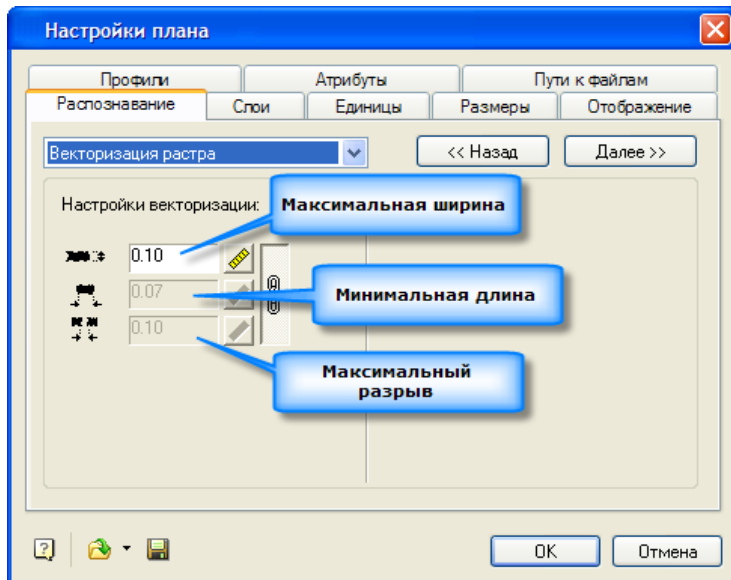 Настройки плана
Профили
Атрибуты
Пути к файлам
Распознавание
Слои
Единицы
Размеры
Отображение
Векторизация растра
<< Назад
Далее >>
Настройки векторизации:
Максимальная ширина
0.10
0.07
Минимальная длина
0.10
Максимальный
разрыв
OK
Отмена